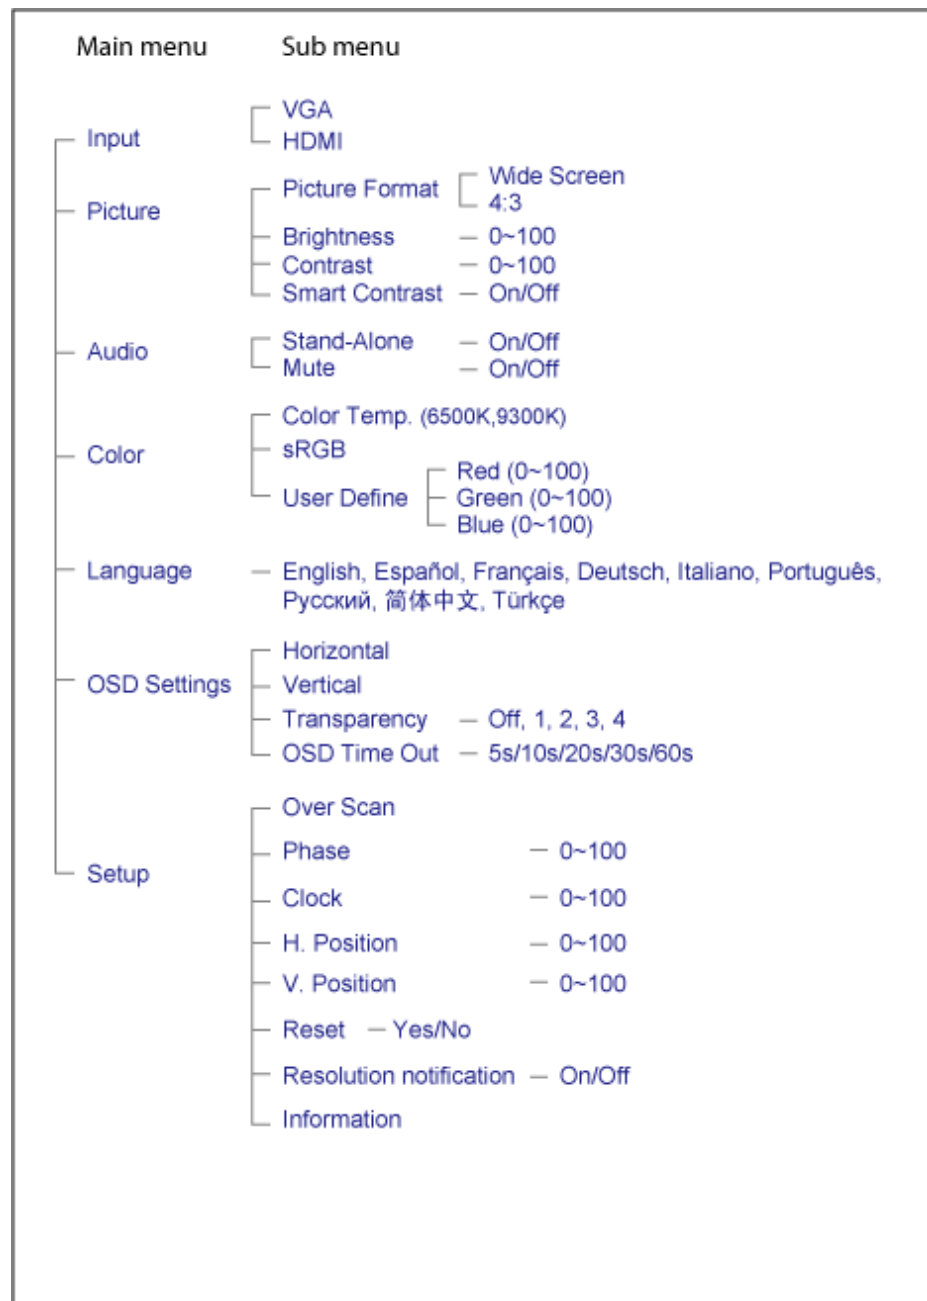 Main menu Sub menu
VGA
Input
HDMI
Wide Screen
Picture Format
4:3
Picture
Brightness — 0~100
Contrast — 0~100
Smart Contrast — On/Off
Stand-Alone — On/Off
Audio
Mute — On/Off
Color Temp. (6500K,9300K)
Color
sRGB
Red (0~100)
User Define Green (0~100)
Blue (0~100)
Language — English, Español, Français, Deutsch, Italiano, Português,
Русский, 简体中文, Türkçe
Horizontal
OSD Settings Vertical
Transparency — Off, 1, 2, 3, 4
OSD Time Out — 5s/10s/20s/30s/60s
Over Scan
Phase — 0~100
Setup
Clock — 0~100
H. Position — 0~100
V. Position — 0~100
Reset — Yes/No
Resolution notification — On/Off
Information